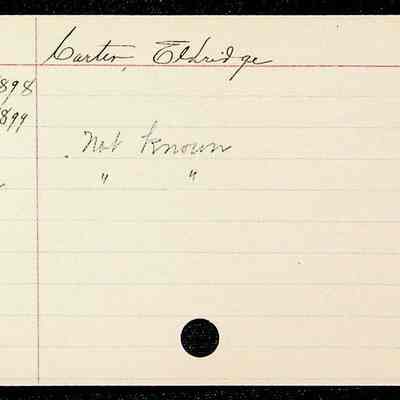 Carter, Eldridge
898
899 Not known
" "